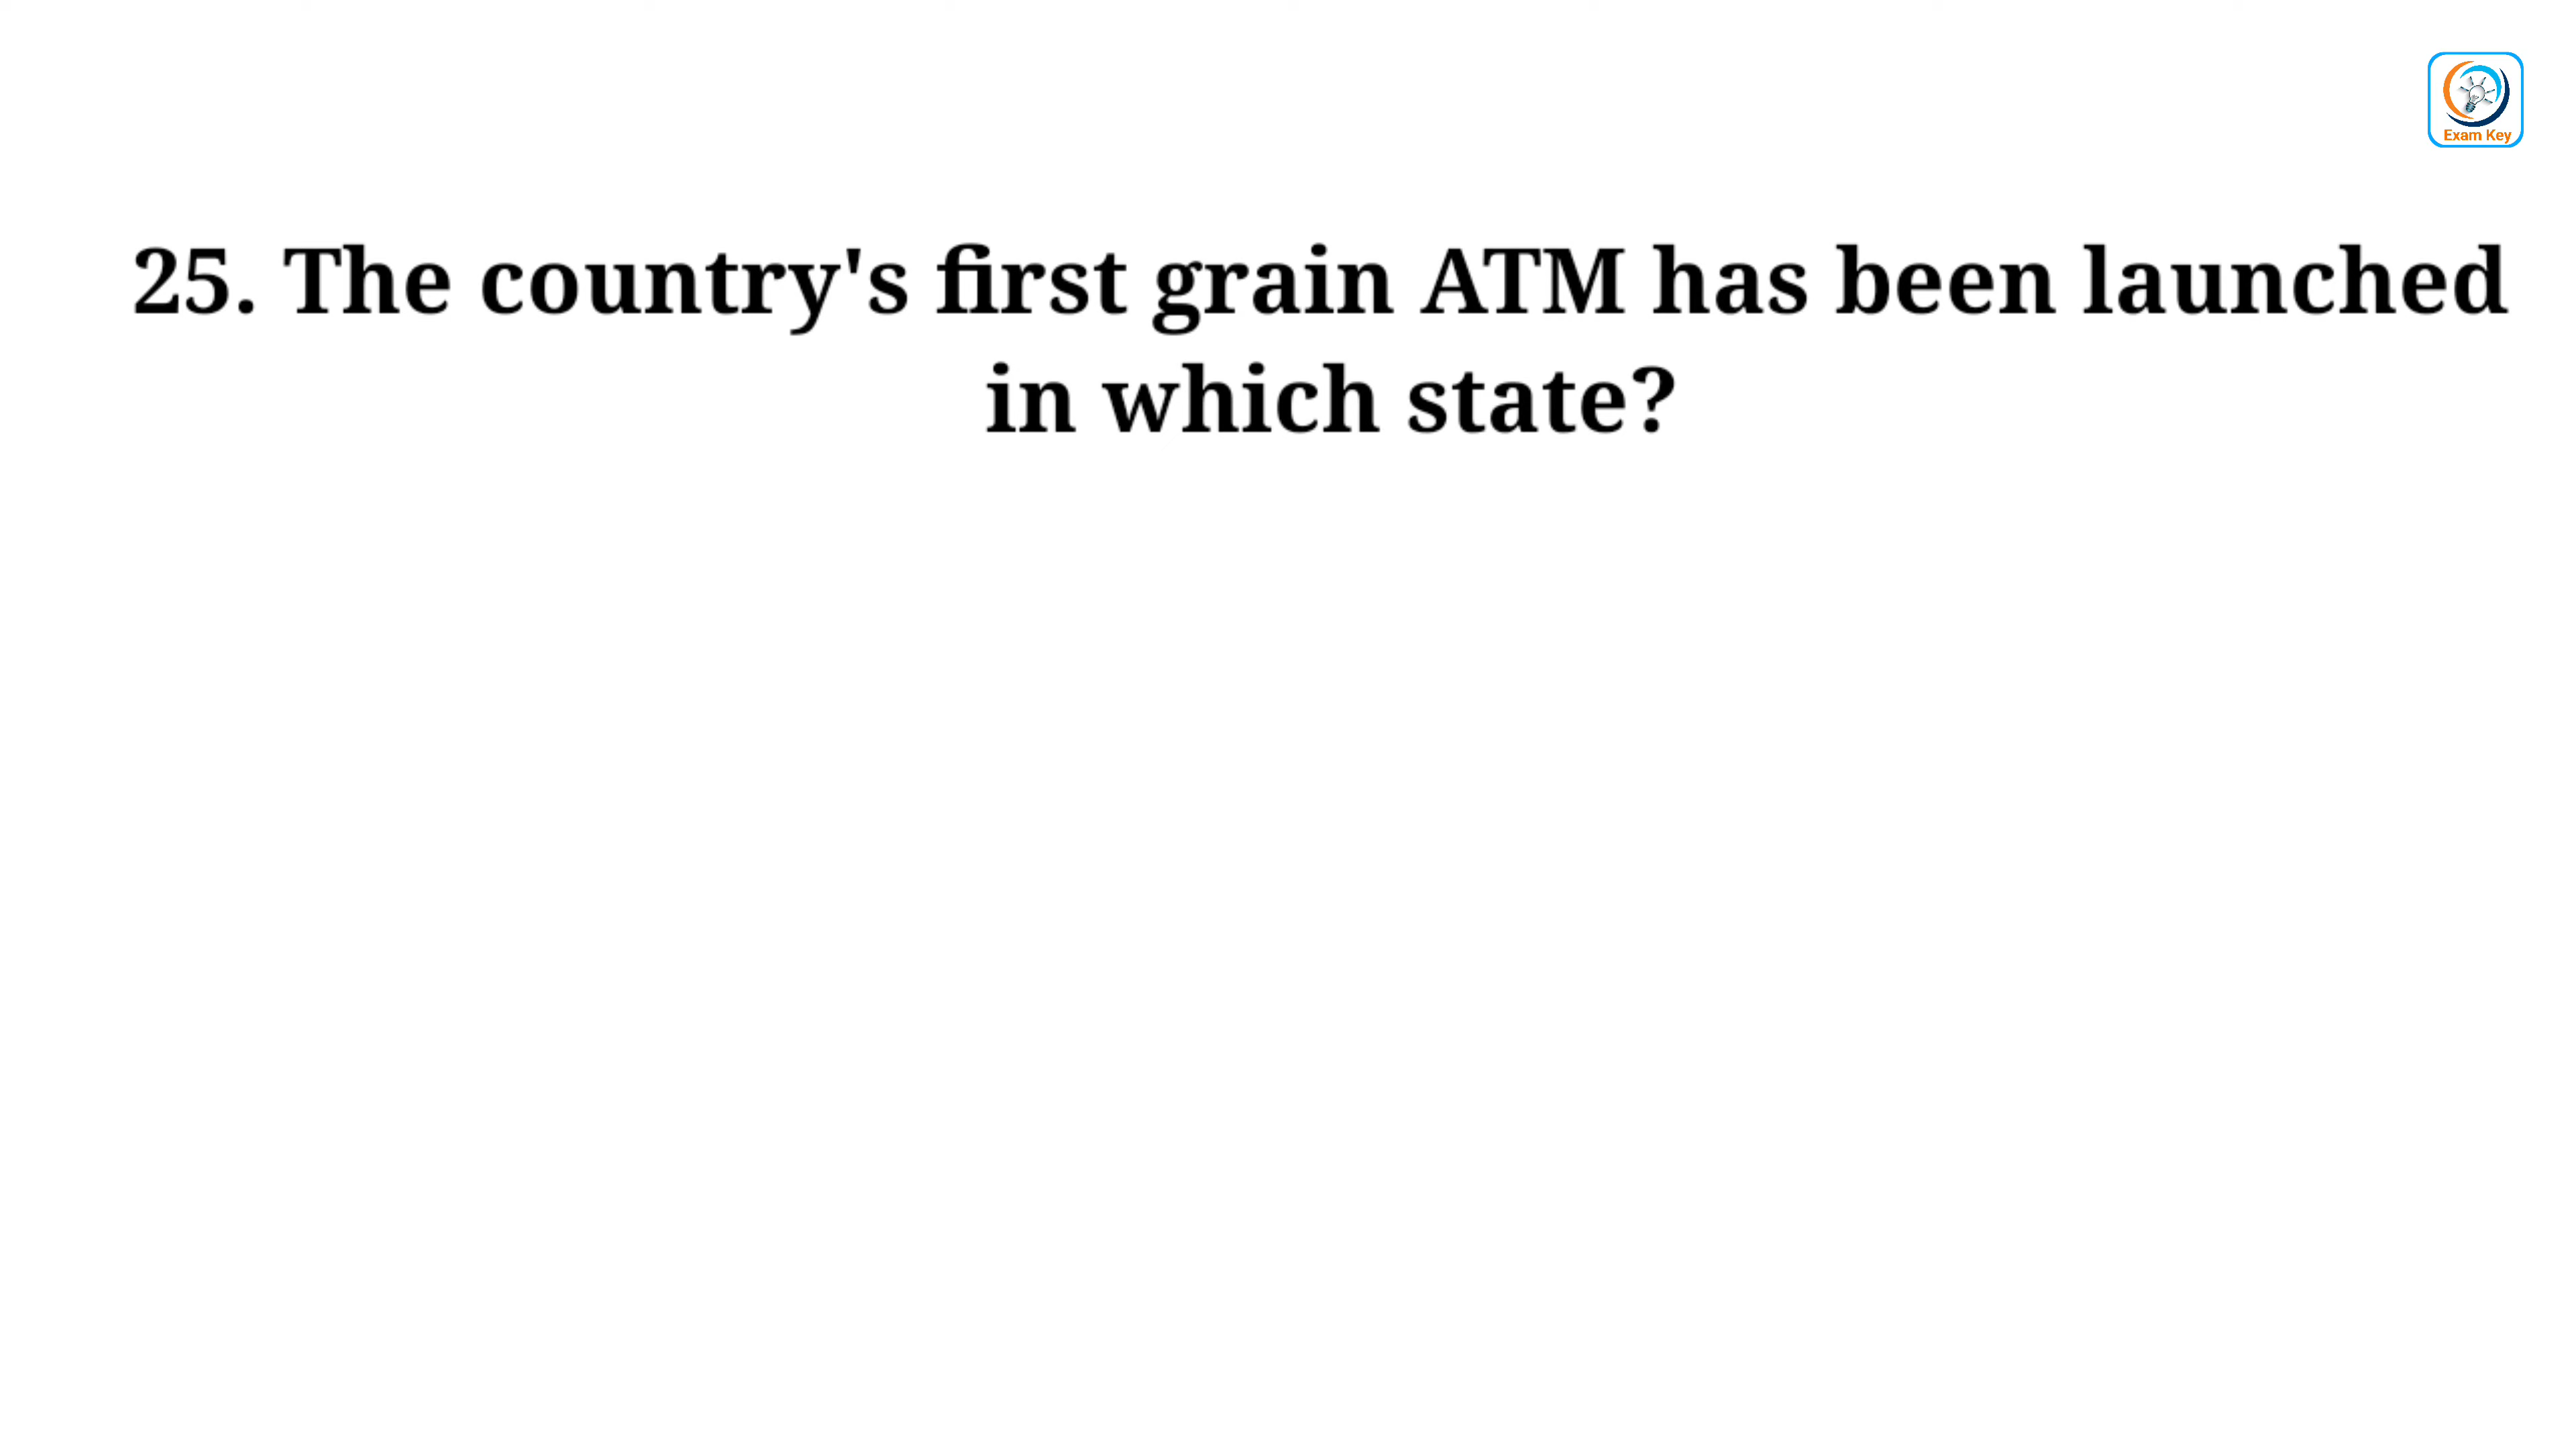 Exam Key
25. The country's first grain ATM has been launched
in which state?